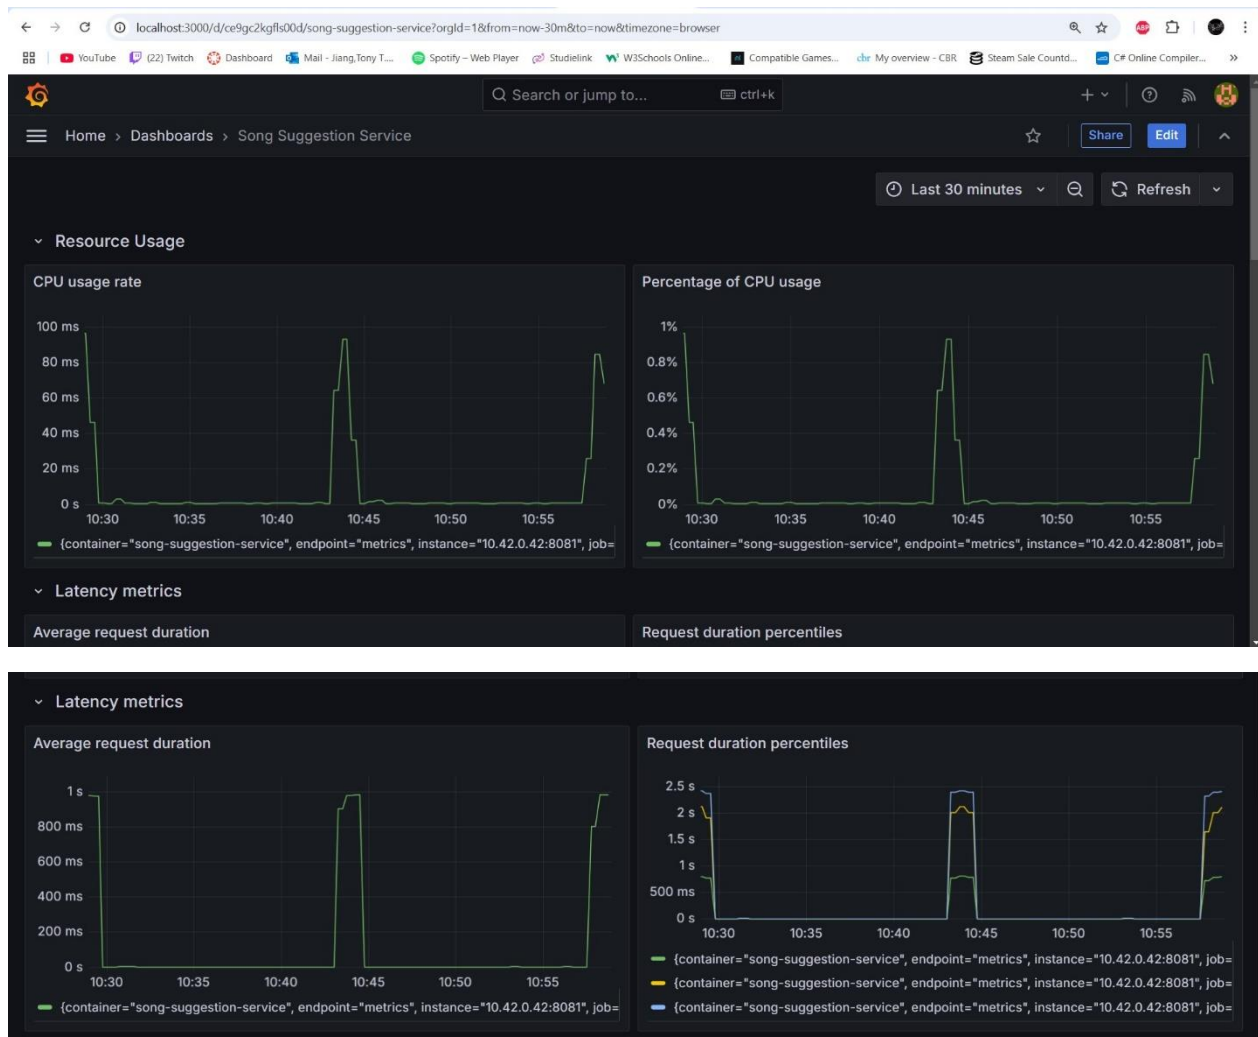 localhost:3000/d/ce9gc2kgfls00d/song-suggestion-service?orgId=1&from=now-30m&to=now&timezone=browser
YouTube (22) Twitch Dashboard Mail - Jiang,Tony T.... Spotify – Web Player Studielink W3Schools Online... Compatible Games... chr My overview - CBR Steam Sale Countd... C# Online Compiler... »
Search or jump to... ctrl+k
Home > Dashboards > Song Suggestion Service Share Edit
Last 30 minutes Refresh
Resource Usage
CPU usage rate
100 ms
80 ms
60 ms
40 ms
20 ms
0 s
10:30 10:35 10:40 10:45 10:50 10:55
{container="song-suggestion-service", endpoint="metrics", instance="10.42.0.42:8081", job=
Percentage of CPU usage
1%
0.8%
0.6%
0.4%
0.2%
0%
10:30 10:35 10:40 10:45 10:50 10:55
{container="song-suggestion-service", endpoint="metrics", instance="10.42.0.42:8081", job=
Latency metrics
Average request duration Request duration percentiles
Latency metrics
Average request duration
1 s
800 ms
600 ms
400 ms
200 ms
0 s
10:30 10:35 10:40 10:45 10:50 10:55
{container="song-suggestion-service", endpoint="metrics", instance="10.42.0.42:8081", job=
Request duration percentiles
2.5 s
2 s
1.5 s
1 s
500 ms
0 s
10:30 10:35 10:40 10:45 10:50 10:55
{container="song-suggestion-service", endpoint="metrics", instance="10.42.0.42:8081", job=
{container="song-suggestion-service", endpoint="metrics", instance="10.42.0.42:8081", job=
{container="song-suggestion-service", endpoint="metrics", instance="10.42.0.42:8081", job=